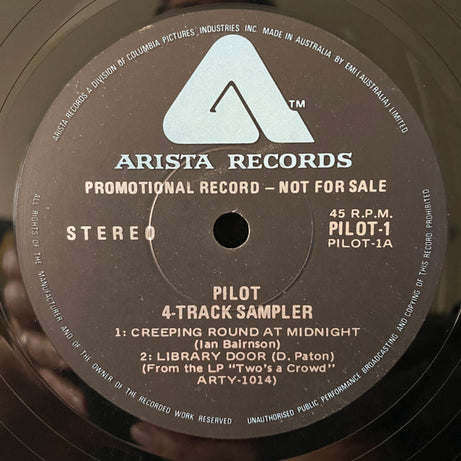 ARISTA RECORDS A DIVISION OF COLUMBIA PICTURES INDUSTRIES INC MADE IN AUSTRALIA BY EMI (AUSTRALIA) LIMITED
TM
ARISTA RECORDS
PROMOTIONAL RECORD – NOT FOR SALE
STEREO
45 R.P.M.
PILOT-1
PILOT-1A
PILOT
4-TRACK SAMPLER
1: CREEPING ROUND AT MIDNIGHT
(Ian Bairnson)
2: LIBRARY DOOR (D. Paton)
(From the LP "Two's a Crowd"
ARTY-1014)
ALL RIGHTS OF THE MANUFACTURER AND OF THE OWNER OF THE RECORDED WORK RESERVED
UNAUTHORISED PUBLIC PERFORMANCE BROADCASTING AND COPYING OF THIS RECORD PROHIBITED